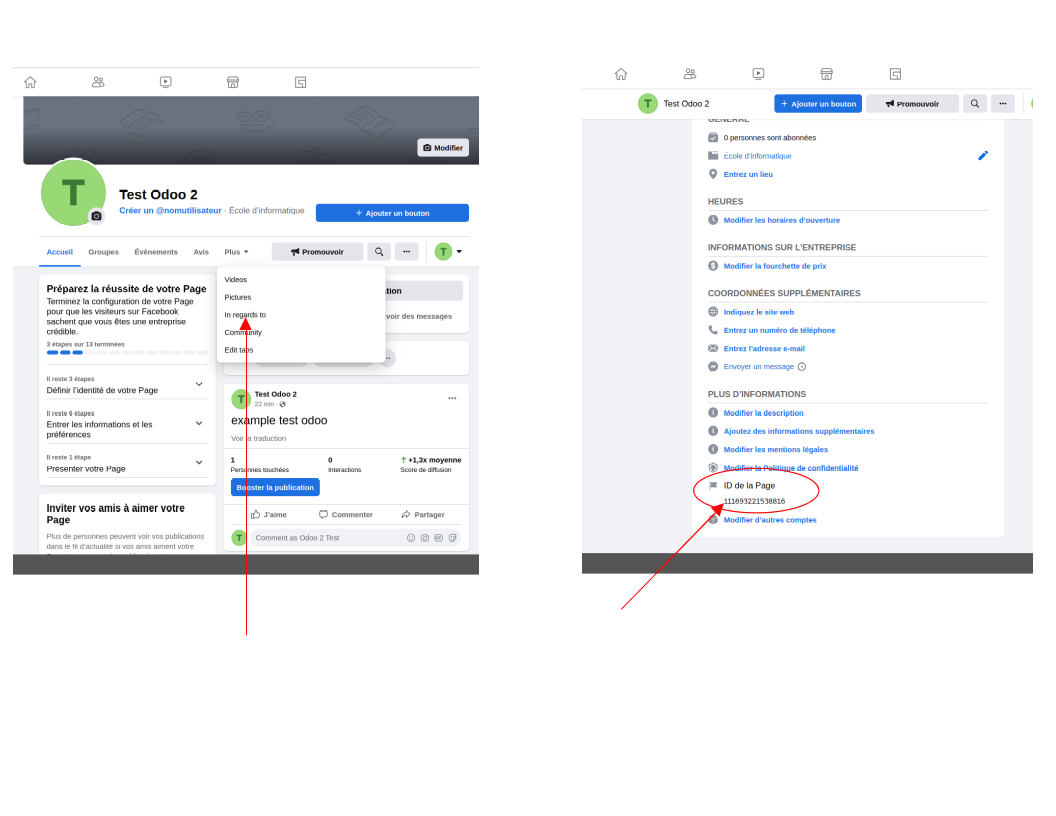 Modifier
T
Test Odoo 2
Créer un @nomutilisateur · École d'informatique
+ Ajouter un bouton
Accueil Groupes Évènements Avis Plus
Promouvoir
T
Préparez la réussite de votre Page
Terminez la configuration de votre Page
pour que les visiteurs sur Facebook
sachent que vous êtes une entreprise
crédible.
3 étapes sur 13 terminées
Il reste 3 étapes
Définir l'identité de votre Page
Il reste 6 étapes
Entrer les informations et les
préférences
Il reste 1 étape
Présenter votre Page
Inviter vos amis à aimer votre
Page
Plus de personnes peuvent voir vos publications
dans le fil d'actualité si vos amis aiment votre
Videos
Pictures
In regards to
Community
Edit tabs
voir des messages
T
Test Odoo 2
22 min ·
example test odoo
Voir la traduction
1
Personnes touchées
0
Interactions
+1,3x moyenne
Score de diffusion
Booster la publication
J'aime Commenter Partager
T
Comment as Odoo 2 Test
T
Test Odoo 2
+ Ajouter un bouton
Promouvoir
GÉNÉRAL
0 personnes sont abonnées
École d'informatique
Entrez un lieu
HEURES
Modifier les horaires d'ouverture
INFORMATIONS SUR L'ENTREPRISE
Modifier la fourchette de prix
COORDONNÉES SUPPLÉMENTAIRES
Indiquez le site web
Entrez un numéro de téléphone
Entrez l'adresse e-mail
Envoyer un message
PLUS D'INFORMATIONS
Modifier la description
Ajoutez des informations supplémentaires
Modifier les mentions légales
Modifier la Politique de confidentialité
ID de la Page
111693221538816
Modifier d'autres comptes